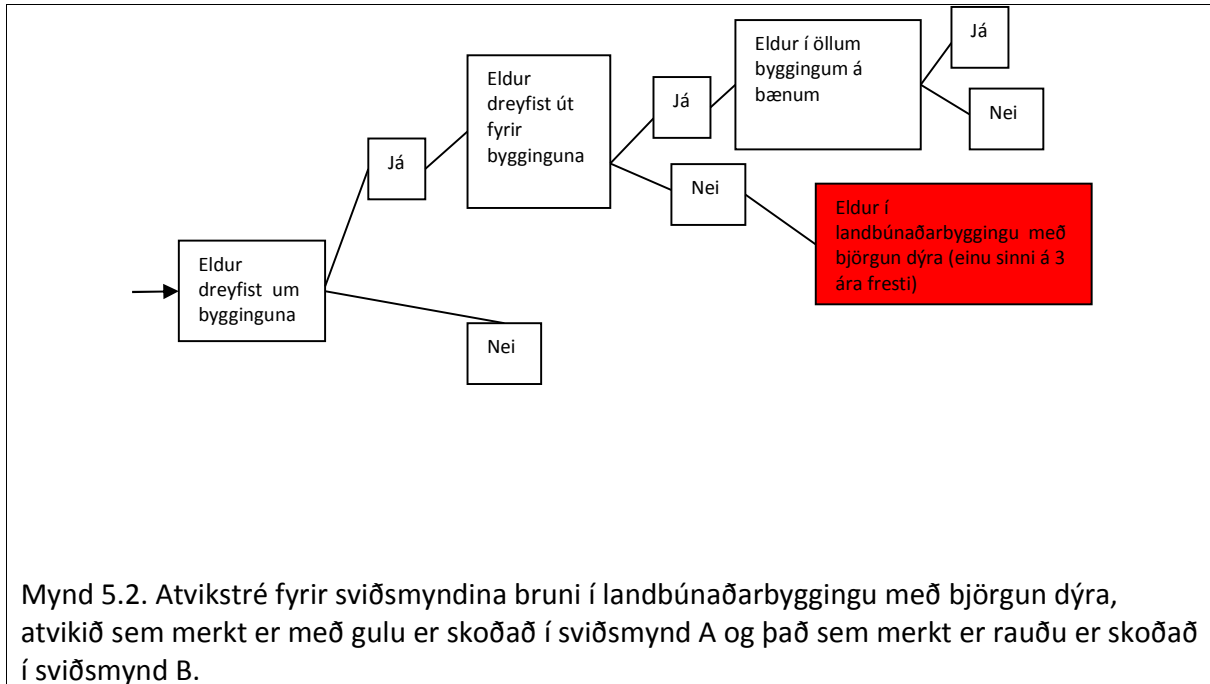 Eldur
dreyfist um
bygginguna
Já
Nei
Eldur
dreyfist út
fyrir
bygginguna
Já
Nei
Eldur í öllum
byggingum á
bænum
Já
Nei
Eldur í
landbúnaðarbyggingu með
björgun dýra (einu sinni á 3
ára fresti)
Mynd 5.2. Atvikstré fyrir sviðsmyndina bruni í landbúnaðarbyggingu með björgun dýra,
atvikið sem merkt er með gulu er skoðað í sviðsmynd A og það sem merkt er rauðu er skoðað
í sviðsmynd B.